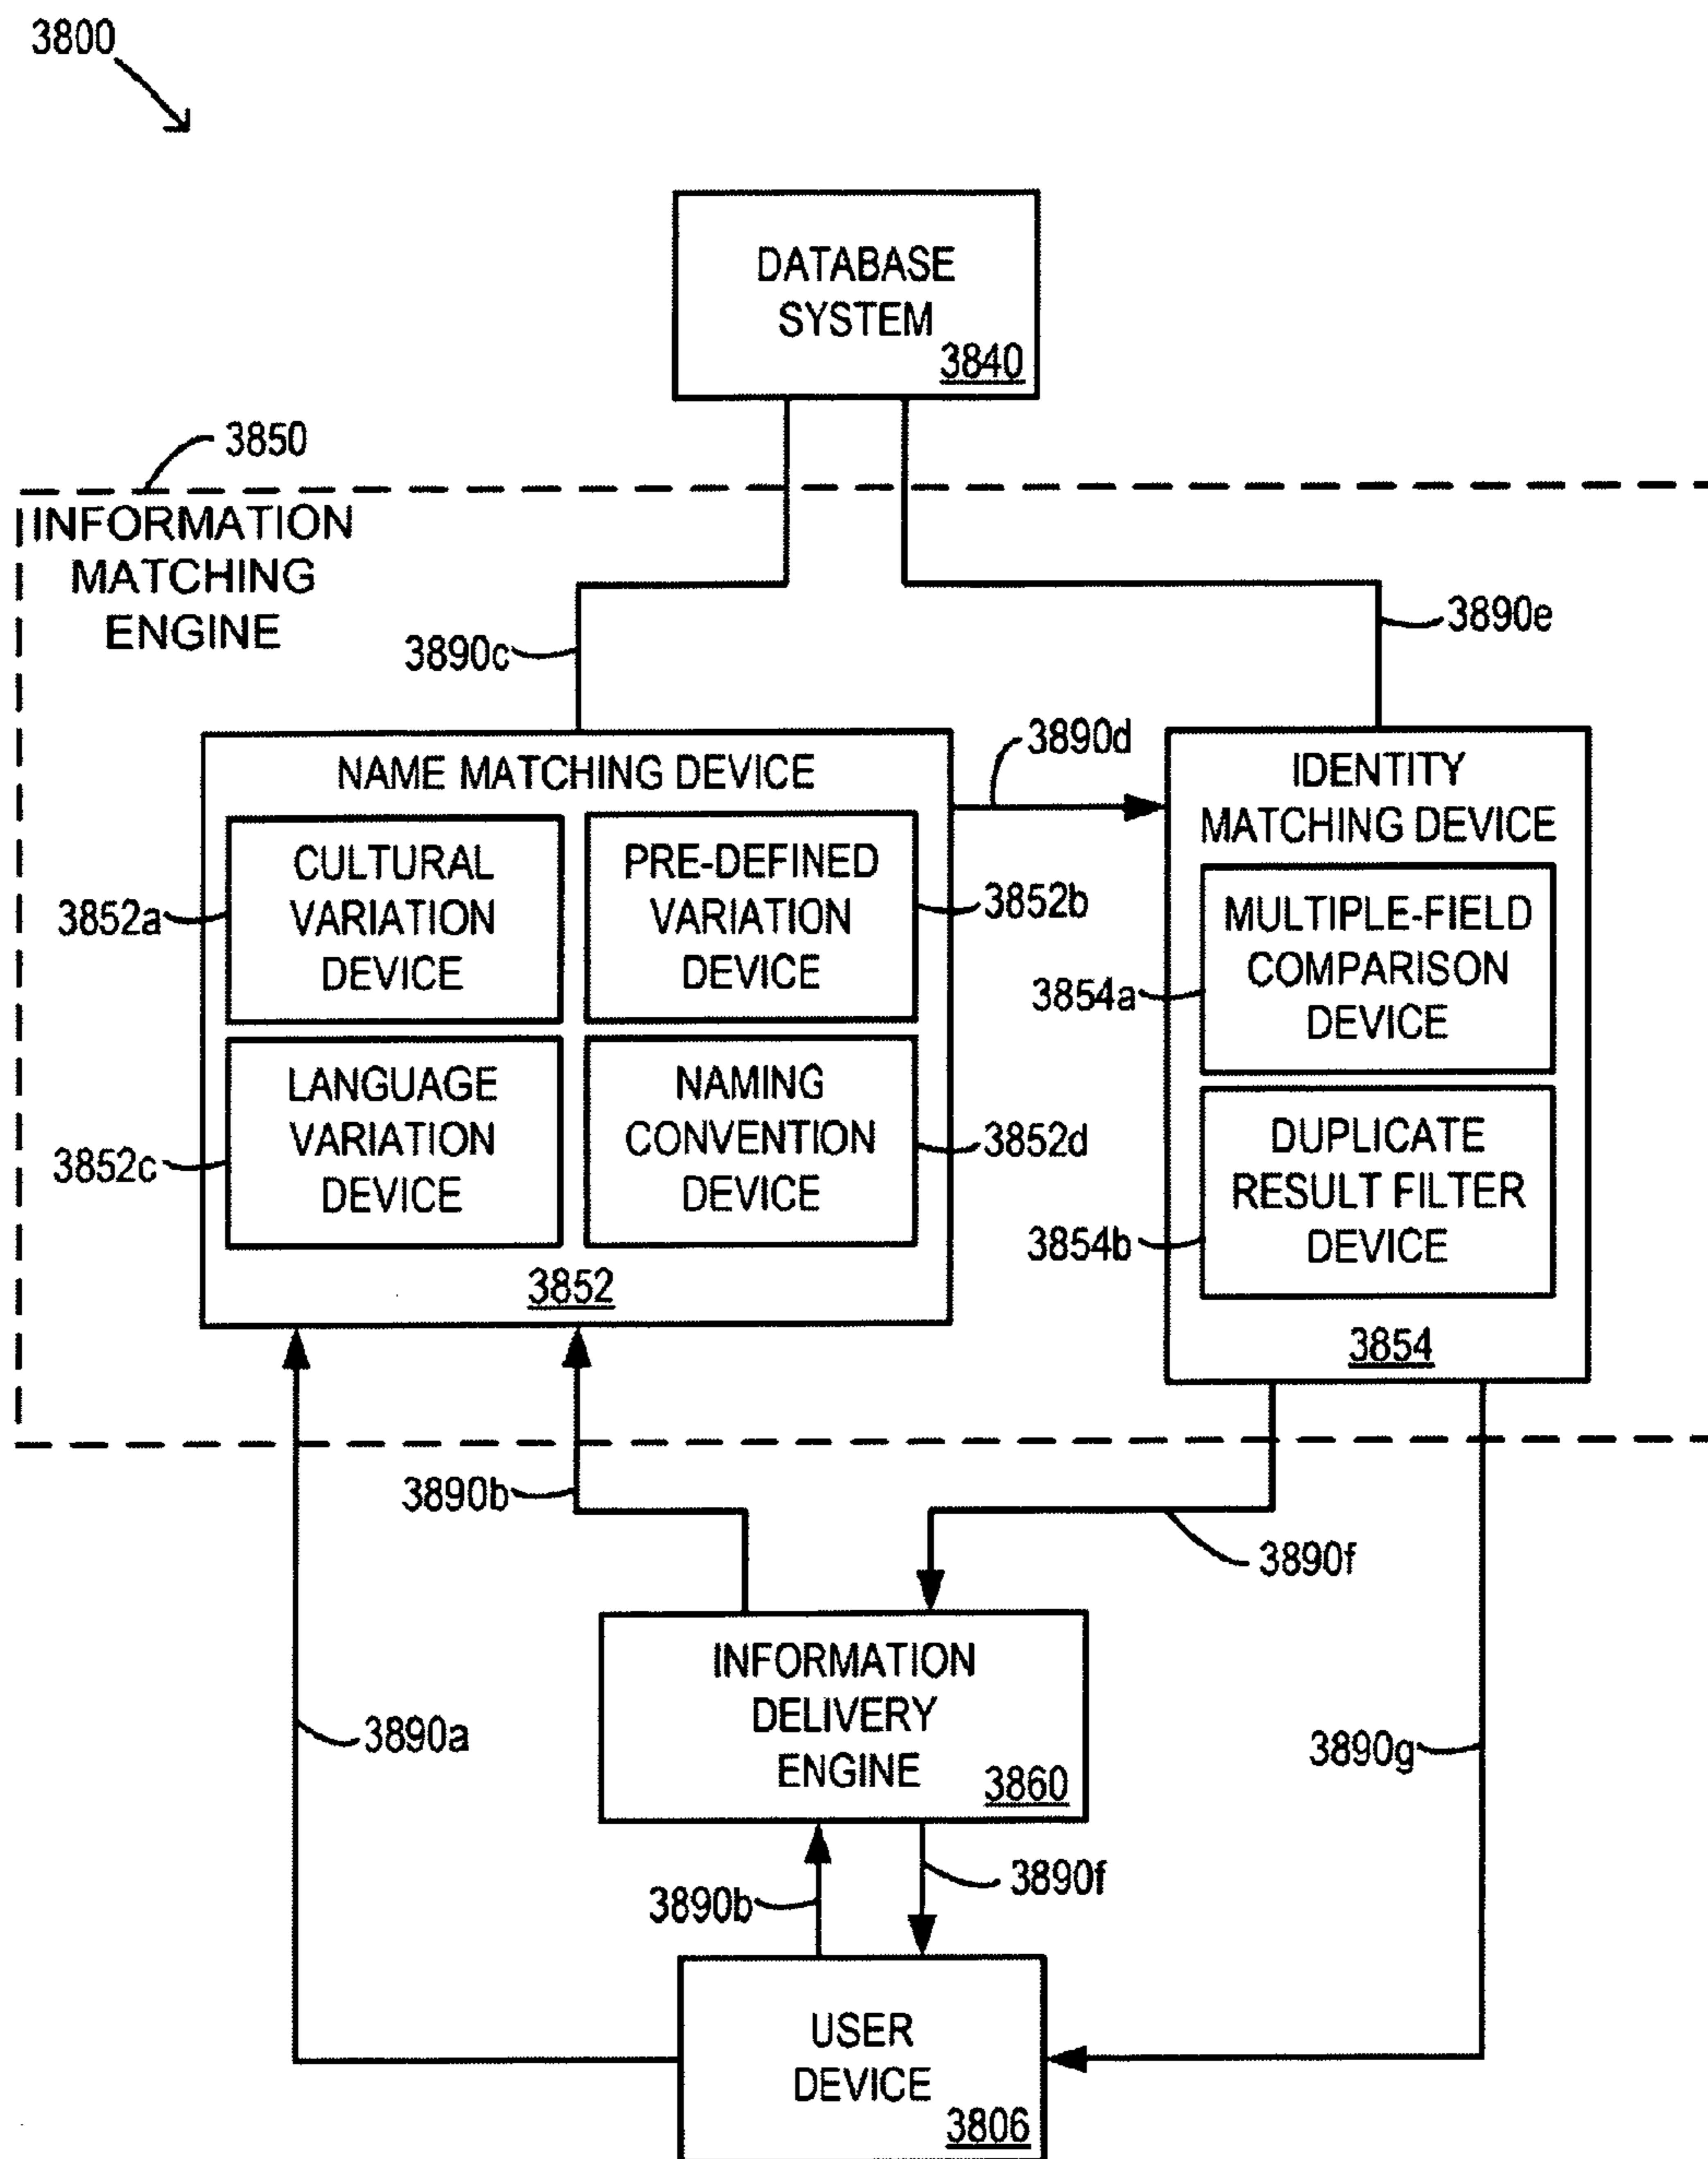 3800
DATABASE
SYSTEM
3840
3850
INFORMATION
MATCHING
ENGINE
3890c
3890e
NAME MATCHING DEVICE
3890d
IDENTITY
MATCHING DEVICE
CULTURAL
VARIATION
DEVICE
3852a
PRE-DEFINED
VARIATION
DEVICE
3852b
MULTIPLE-FIELD
COMPARISON
DEVICE
3854a
LANGUAGE
VARIATION
DEVICE
3852c
NAMING
CONVENTION
DEVICE
3852d
DUPLICATE
RESULT FILTER
DEVICE
3854b
3852
3854
3890b
3890f
INFORMATION
DELIVERY
ENGINE
3860
3890a
3890g
3890b
3890f
USER
DEVICE
3806